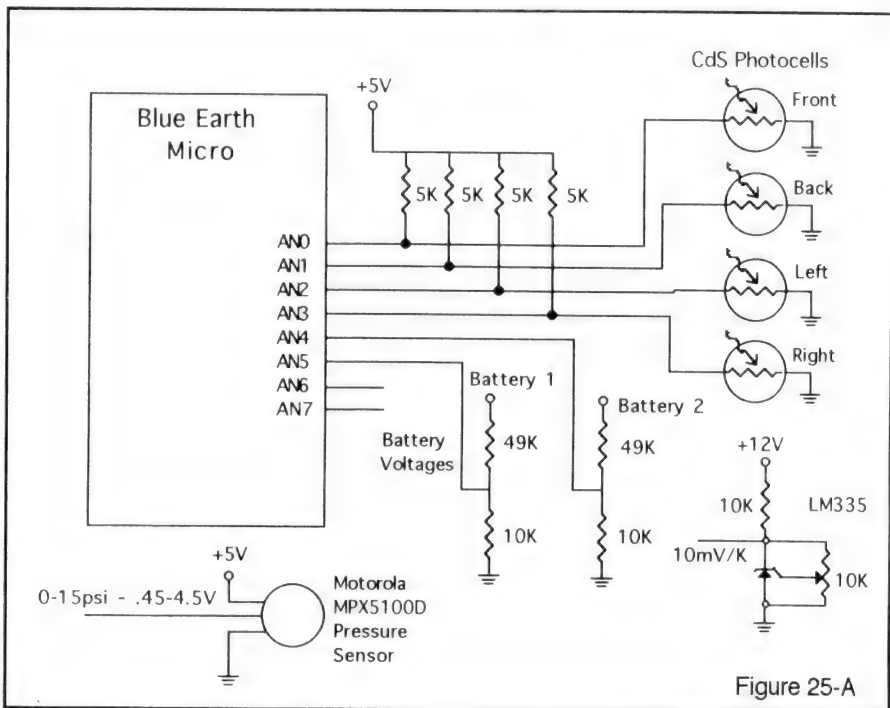 CdS Photocells
+5V
Front
Blue Earth
Micro
5K
5K
5K
5K
Back
AN0
AN1
AN2
Left
AN3
AN4
Right
AN5
Battery 1
AN6
Battery 2
AN7
+12V
Battery
Voltages
49K
49K
10K
LM335
10K
10K
10mV/K
10K
+5V
Motorola
0-15psi - .45-4.5V
MPX5100D
Pressure
Sensor
Figure 25-A